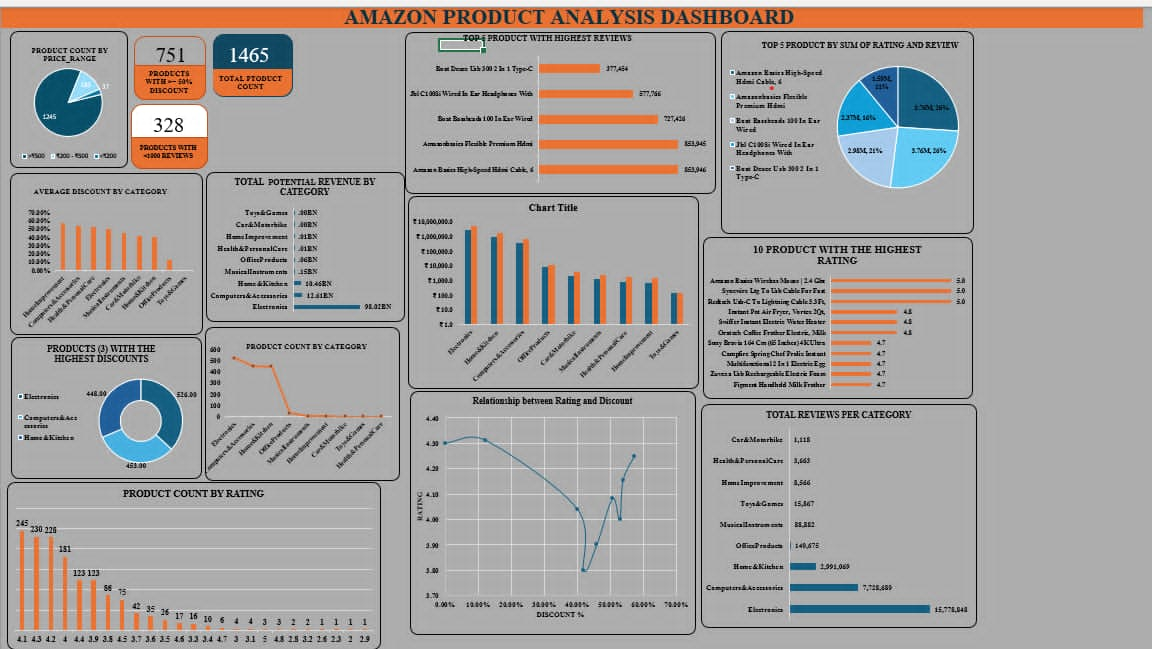 AMAZON PRODUCT ANALYSIS DASHBOARD
PRODUCT COUNT BY
PRICE_RANGE
1245
>₹500
₹200 - ₹500
<₹200
751
PRODUCTS
WITH >= 50%
DISCOUNT
1465
TOTAL PTODUCT
COUNT
328
PRODUCTS WITH
<1000 REVIEWS
TOP 5 PRODUCT WITH HIGHEST REVIEWS
Boat Deuce Usb 300 2 In 1 Type-C
377,454
Jbl C100Si Wired In Ear Headphones With
577,766
Boat Bassheads 100 In Ear Wired
727,426
Amazonbasics Flexible Premium Hdmi
853,945
Amazon Basics High-Speed Hdmi Cable, 6
853,946
TOP 5 PRODUCT BY SUM OF RATING AND REVIEW
Amazon Basics High-Speed
Hdmi Cable, 6
Amazonbasics Flexible
Premium Hdmi
Boat Bassheads 100 In Ear
Wired
Jbl C100Si Wired In Ear
Headphones With
Boat Deuce Usb 300 2 In 1
Type-C
3.76M, 26%
3.76M, 26%
2.98M, 21%
2.37M, 16%
11%
AVERAGE DISCOUNT BY CATEGORY
70.00%
60.00%
50.00%
40.00%
30.00%
20.00%
10.00%
0.00%
HomeImprovement
Computers&Accessories
Health&PersonalCare
Electronics
MusicalInstruments
Car&Motorbike
Home&Kitchen
OfficeProducts
Toys&Games
TOTAL POTENTIAL REVENUE BY
CATEGORY
Toys&Games
.00BN
Car&Motorbike
.00BN
HomeImprovement
.01BN
Health&PersonalCare
.01BN
OfficeProducts
.06BN
MusicalInstruments
.15BN
Home&Kitchen
10.46BN
Computers&Accessories
12.61BN
Electronics
98.02BN
Chart Title
₹10,000,000.0
₹1,000,000.0
₹100,000.0
₹10,000.0
₹1,000.0
₹100.0
₹10.0
₹1.0
Electronics
Home&Kitchen
Computers&Accessories
OfficeProducts
Car&Motorbike
MusicalInstruments
Health&PersonalCare
HomeImprovement
Toys&Games
10 PRODUCT WITH THE HIGHEST
RATING
Amazon Basics Wireless Mouse | 2.4 Ghz
5.0
Syncwire Ltg To Usb Cable For Fast
5.0
Redtech Usb-C To Lightning Cable 3.3Ft,
5.0
Instant Pot Air Fryer, Vortex 2Qt,
4.8
Swiffer Instant Electric Water Heater
4.8
Oratech Coffee Frother Electric, Milk
4.8
Sony Bravia 164 Cm (65 Inches) 4K Ultra
4.7
Campfire Spring Chef Prolix Instant
4.7
Multifunctional 2 In 1 Electric Egg
4.7
Zuvexa Usb Rechargeable Electric Foam
4.7
Pigment Handheld Milk Frother
4.7
PRODUCTS (3) WITH THE
HIGHEST DISCOUNTS
Electronics
Computers&Acc
essories
Home&Kitchen
448.00
526.00
453.00
PRODUCT COUNT BY CATEGORY
600
500
400
300
200
100
0
Electronics
Computers&Accessories
Home&Kitchen
OfficeProducts
MusicalInstruments
HomeImprovement
Car&Motorbike
Toys&Games
Health&PersonalCare
Relationship between Rating and Discount
RATING
4.40
4.30
4.20
4.10
4.00
3.90
3.80
3.70
0.00% 10.00% 20.00% 30.00% 40.00% 50.00% 60.00% 70.00%
DISCOUNT %
TOTAL REVIEWS PER CATEGORY
Car&Motorbike
1,118
Health&PersonalCare
3,663
HomeImprovement
8,566
Toys&Games
15,867
MusicalInstruments
88,882
OfficeProducts
149,675
Home&Kitchen
2,991,069
Computers&Accessories
7,728,689
Electronics
15,778,848
PRODUCT COUNT BY RATING
245 230 228 181 123 123 86 75 42 35 26 17 16 10 6 4 4 3 3 2 2 1 1 1 1
4.1 4.3 4.2 4 4.4 3.9 3.8 4.5 3.7 3.6 3.5 4.6 3.3 3.4 4.7 3 3.1 5 4.8 2.8 3.2 2.6 2.3 2 2.9